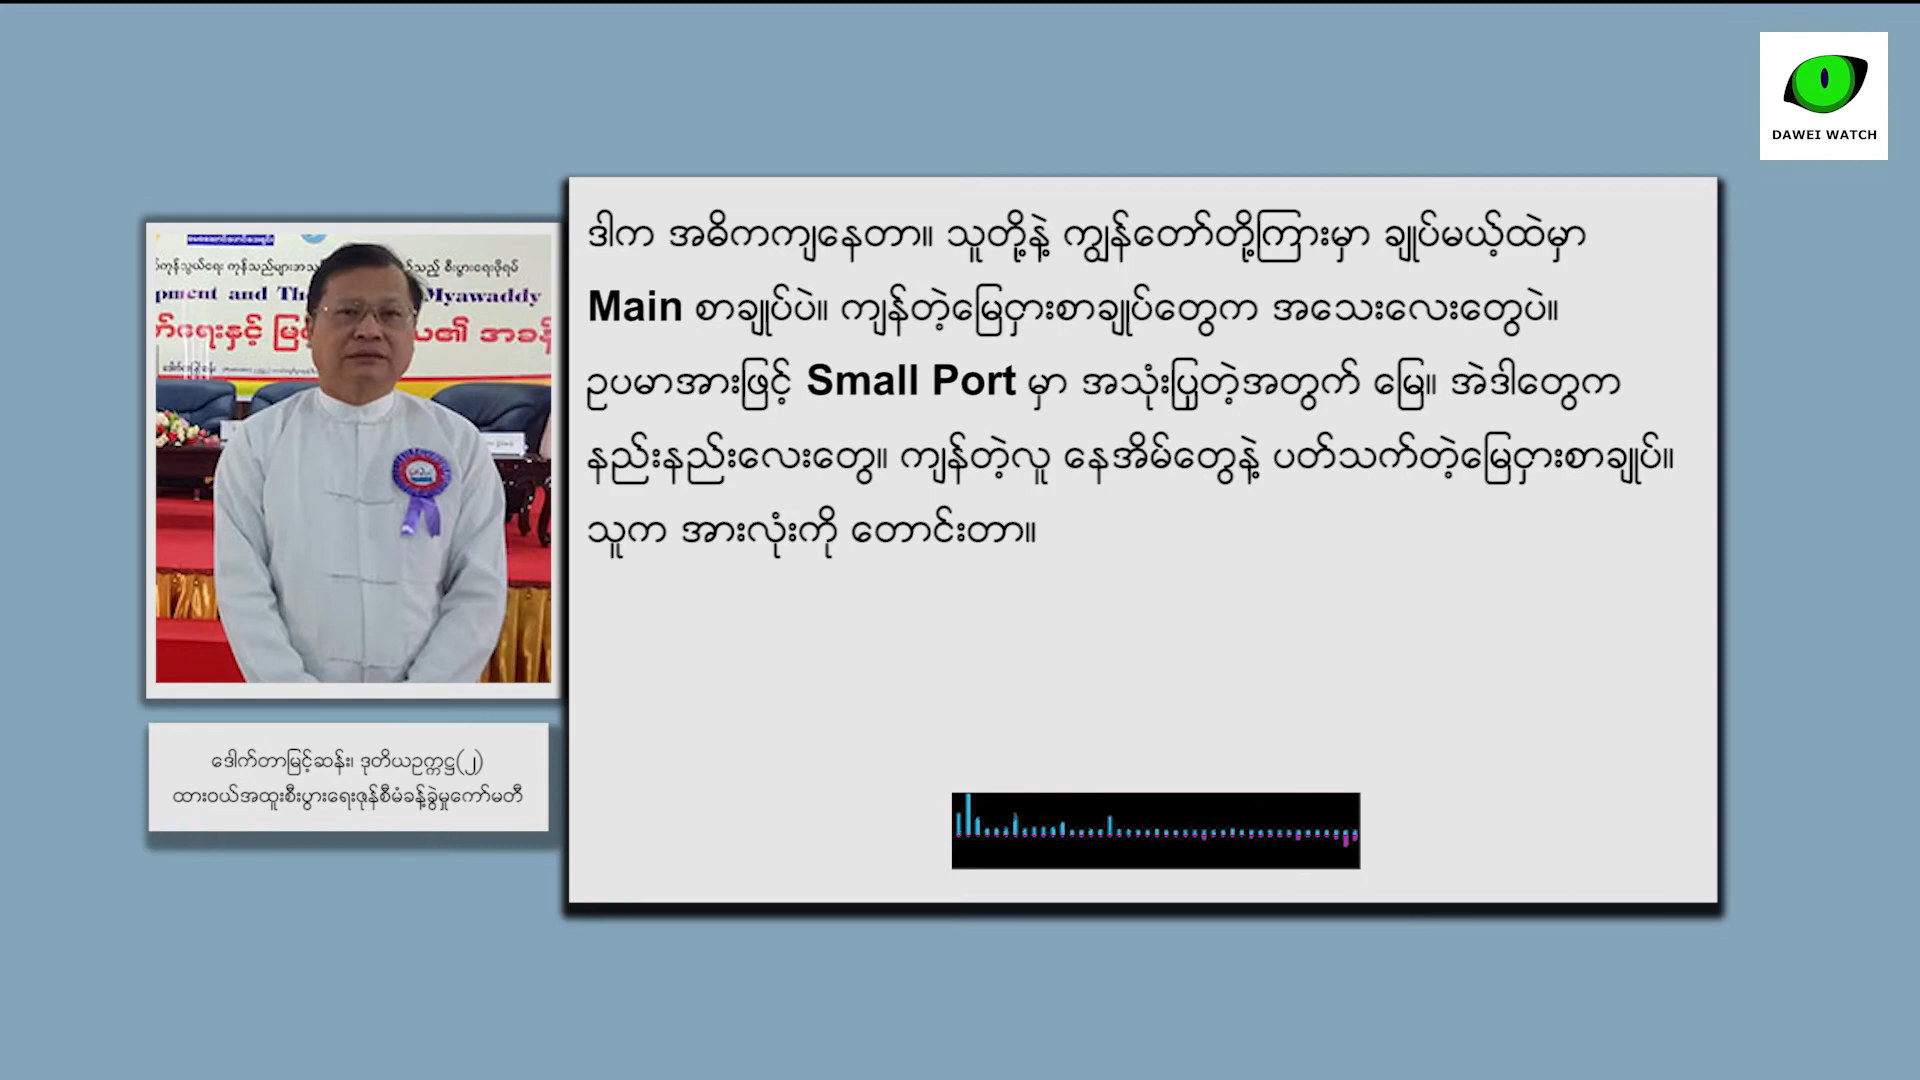 DAWEI WATCH
ဒါက အဓိကကျနေတာ။ သူတို့နဲ့ ကျွန်တော်တို့ကြားမှာ ချုပ်မယ့်ထဲမှာ
Main စာချုပ်ပဲ။ ကျန်တဲ့မြေငှားစာချုပ်တွေက အသေးလေးတွေပဲ။
ဥပမာအားဖြင့် Small Port မှာ အသုံးပြုတဲ့အတွက် မြေ။ အဲဒါတွေက
နည်းနည်းလေးတွေ။ ကျန်တဲ့လူ နေအိမ်တွေနဲ့ ပတ်သက်တဲ့မြေငှားစာချုပ်။
သူက အားလုံးကို တောင်းတာ။
pment and Th Myawaddy
ဒေါက်တာမြင့်ဆန်း၊ ဒုတိယဥက္ကဋ္ဌ(၂)
ထားဝယ်အထူးစီးပွားရေးဇုန်စီမံခန့်ခွဲမှုကော်မတီ